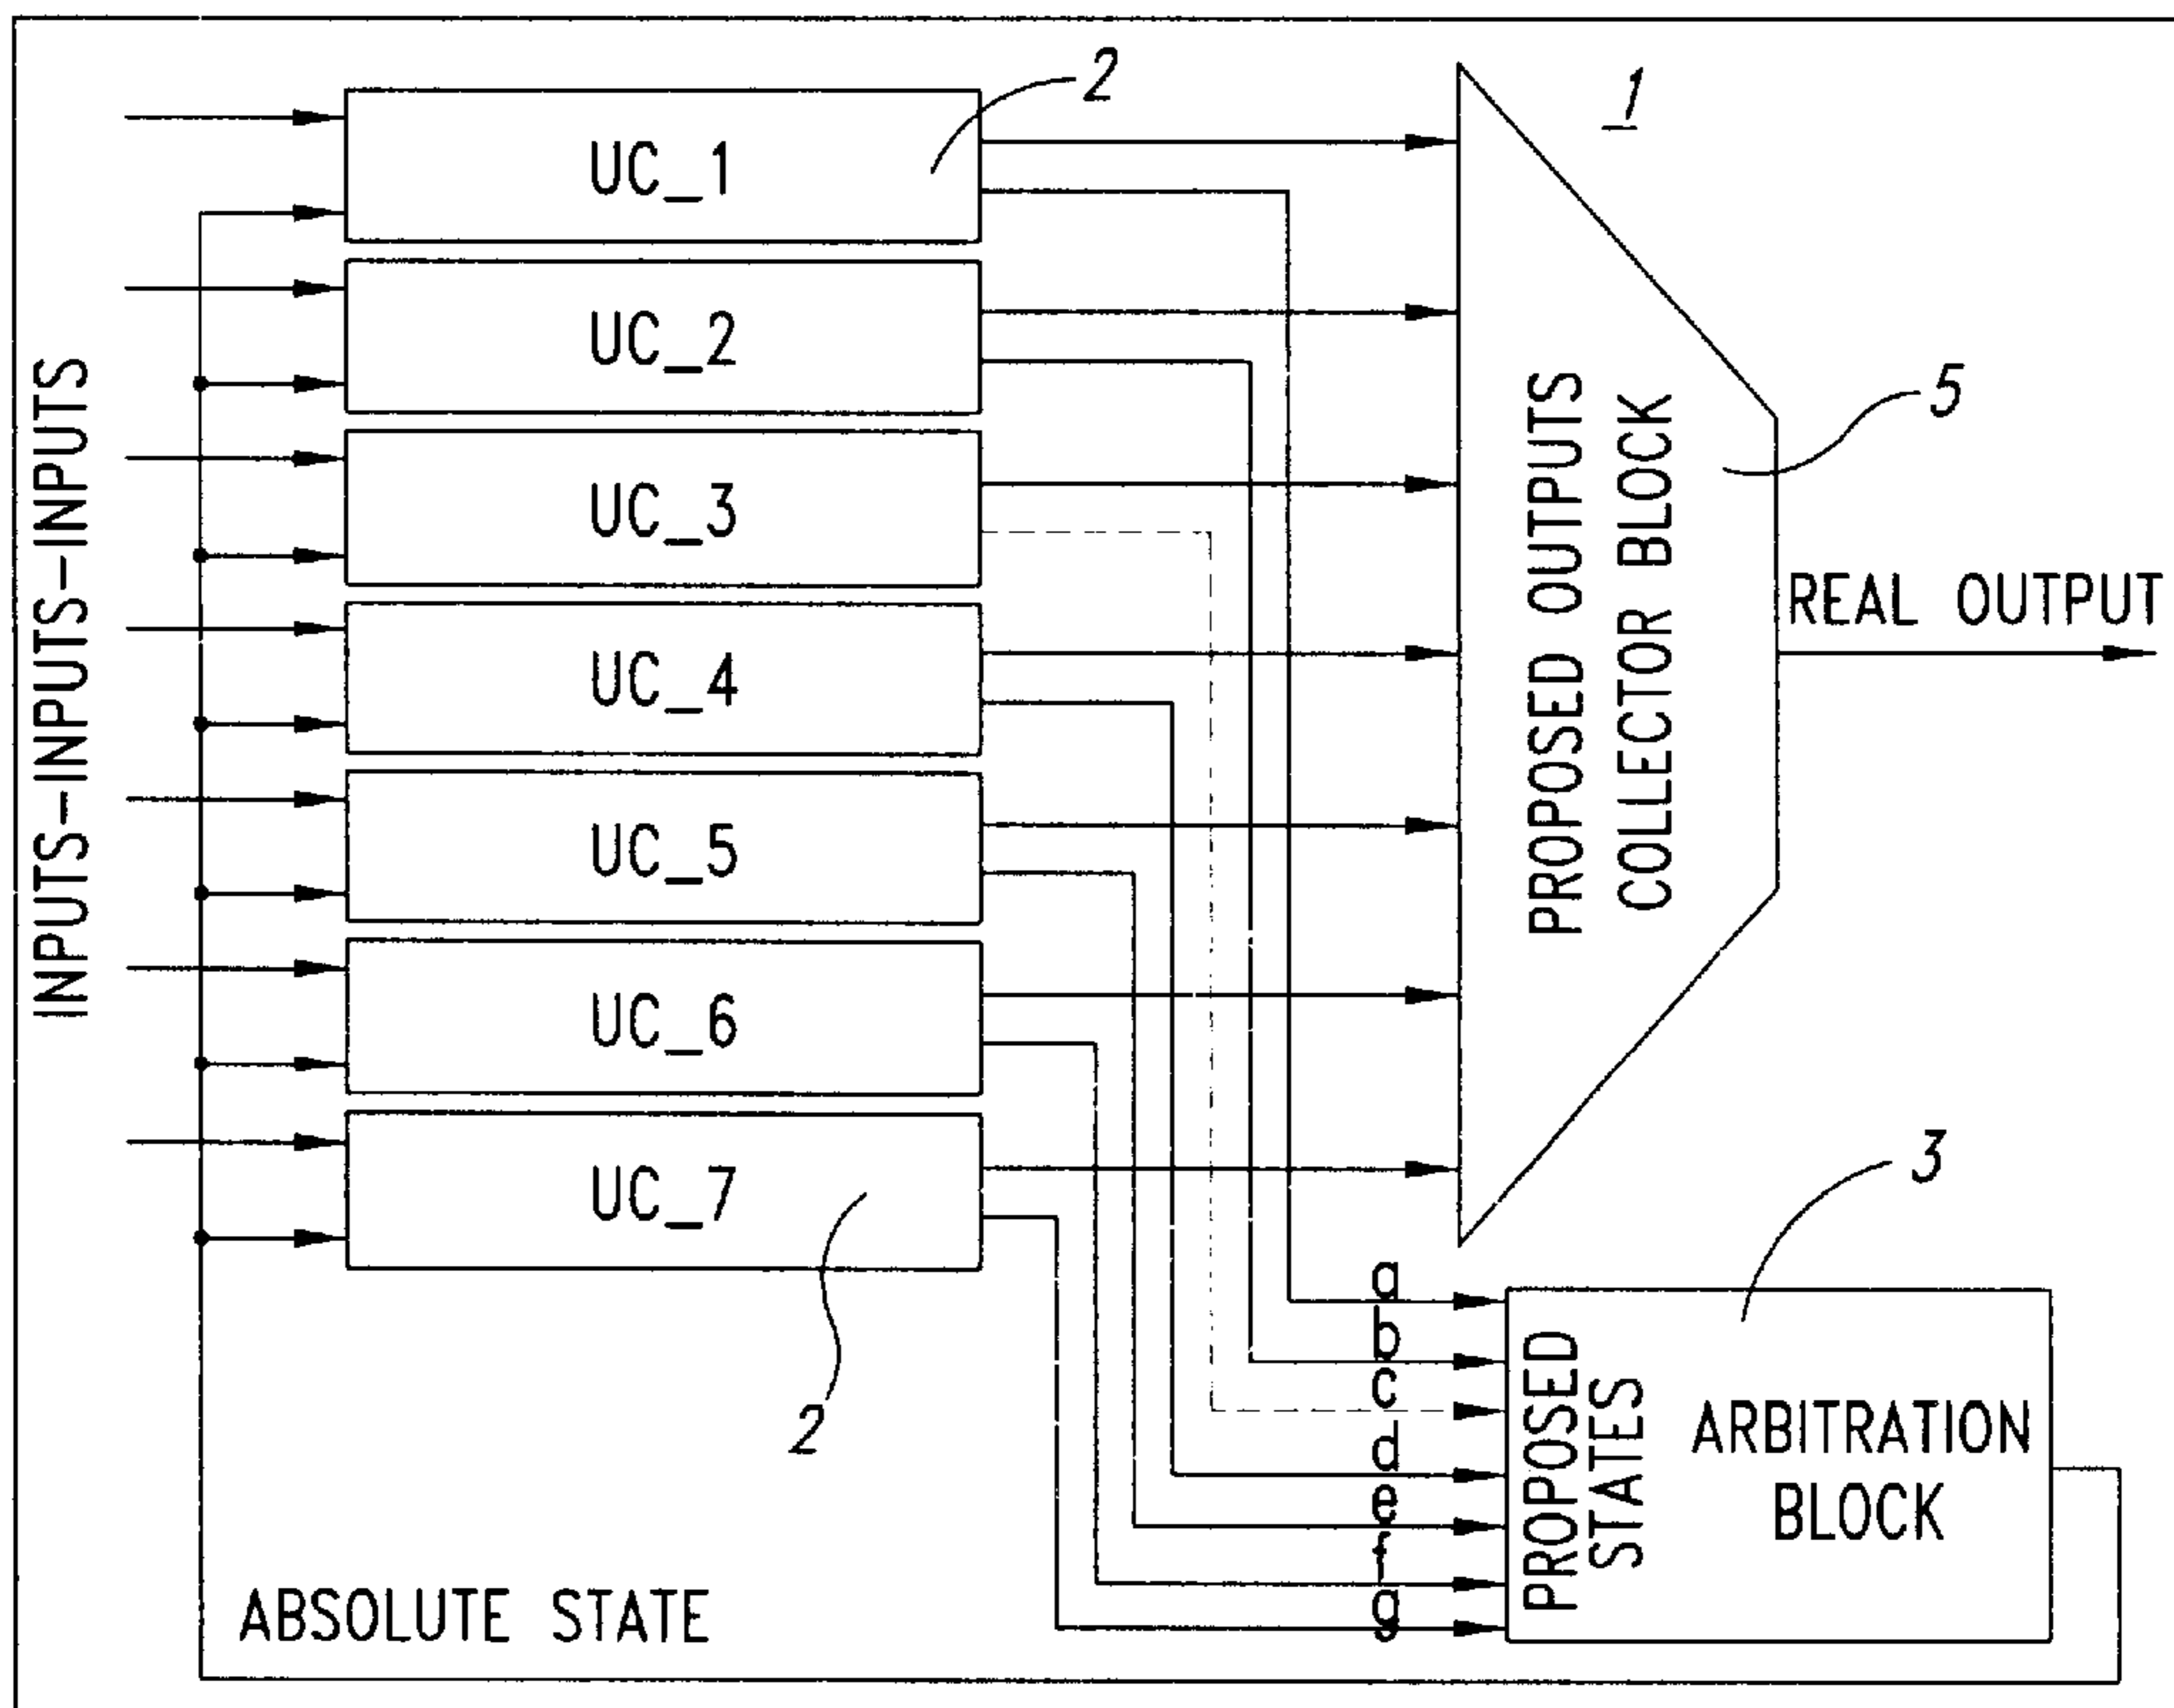 2
1
UC_1
UC_2
UC_3
UC_4
UC_5
UC_6
UC_7
INPUTS-INPUTS-INPUTS-INPUTS
PROPOSED OUTPUTS
COLLECTOR BLOCK
5
REAL OUTPUT
3
2
a
b
c
d
e
f
g
PROPOSED
STATES
ARBITRATION
BLOCK
ABSOLUTE STATE